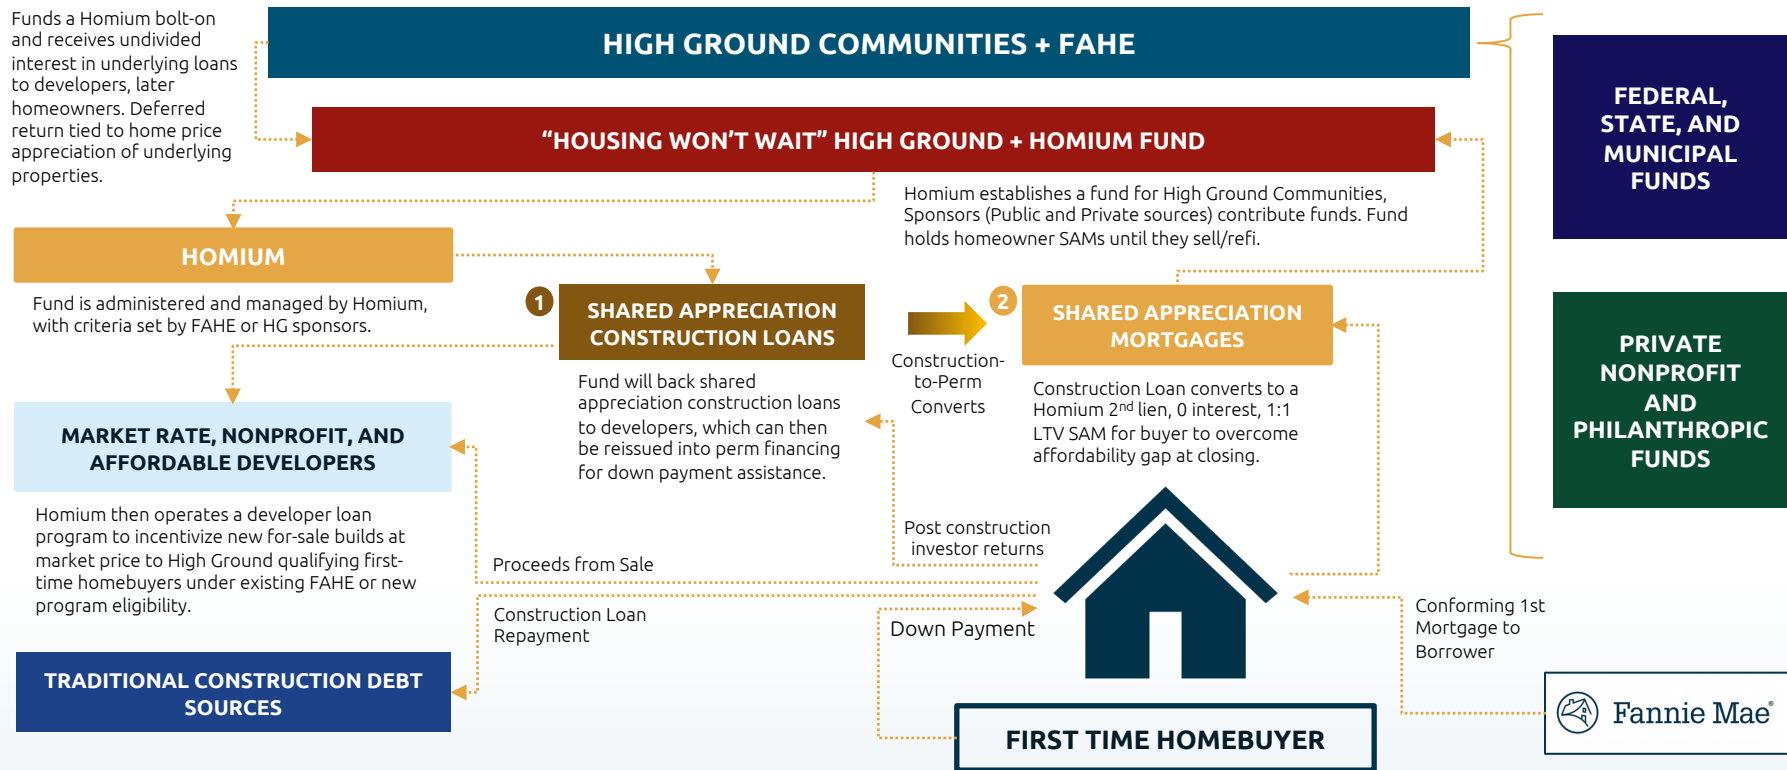 Funds a Homium bolt-on
and receives undivided
interest in underlying loans
to developers, later
homeowners. Deferred
return tied to home price
appreciation of underlying
properties.
HIGH GROUND COMMUNITIES + FAHE
“HOUSING WON’T WAIT” HIGH GROUND + HOMIUM FUND
FEDERAL,
STATE, AND
MUNICIPAL
FUNDS
Homium establishes a fund for High Ground Communities,
Sponsors (Public and Private sources) contribute funds. Fund
holds homeowner SAMs until they sell/refi.
HOMIUM
Fund is administered and managed by Homium,
with criteria set by FAHE or HG sponsors.
1
SHARED APPRECIATION
CONSTRUCTION LOANS
Fund will back shared
appreciation construction loans
to developers, which can then
be reissued into perm financing
for down payment assistance.
Construction-
to-Perm
Converts
2
SHARED APPRECIATION
MORTGAGES
Construction Loan converts to a
Homium 2nd lien, 0 interest, 1:1
LTV SAM for buyer to overcome
affordability gap at closing.
PRIVATE
NONPROFIT
AND
PHILANTHROPIC
FUNDS
MARKET RATE, NONPROFIT, AND
AFFORDABLE DEVELOPERS
Homium then operates a developer loan
program to incentivize new for-sale builds at
market price to High Ground qualifying first-
time homebuyers under existing FAHE or new
program eligibility.
Post construction
investor returns
Proceeds from Sale
Construction Loan
Repayment
Down Payment
Conforming 1st
Mortgage to
Borrower
TRADITIONAL CONSTRUCTION DEBT
SOURCES
FIRST TIME HOMEBUYER
Fannie Mae®